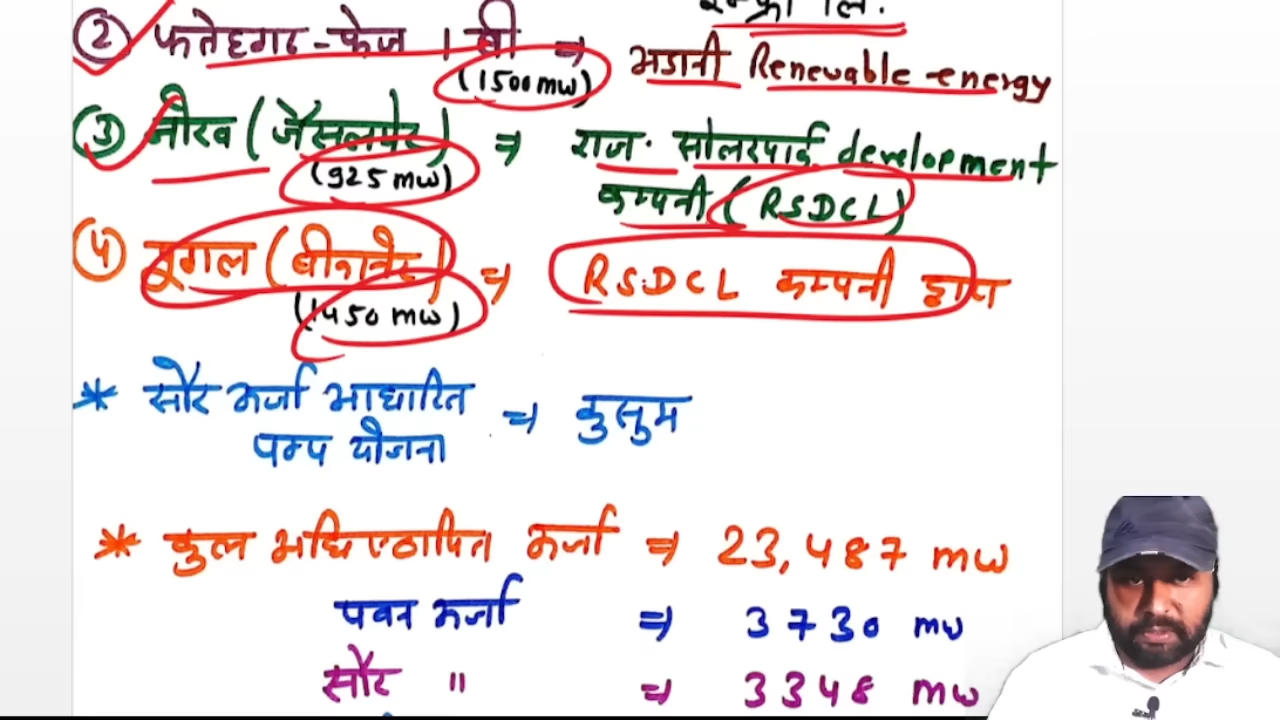 इन्फ्रा लि.
② फतेहगढ - फेज 1 बी ⇒
(1500 mw)
अडानी Renewable energy
③ नौरव (जैसलमेर) ⇒ राज. सोलरपार्क development
(925 mw)
कम्पनी (RSDCL)
④ पूगल (बीकानेर) ⇒ RSDCL कम्पनी द्वारा
(1450 mw)
* सौर ऊर्जा आधारित
पम्प योजना ⇒ कुसुम
* कुल अधिष्ठापित ऊर्जा ⇒ 23,487 mw
पवन ऊर्जा ⇒ 3730 mw
सौर " ⇒ 3348 mw